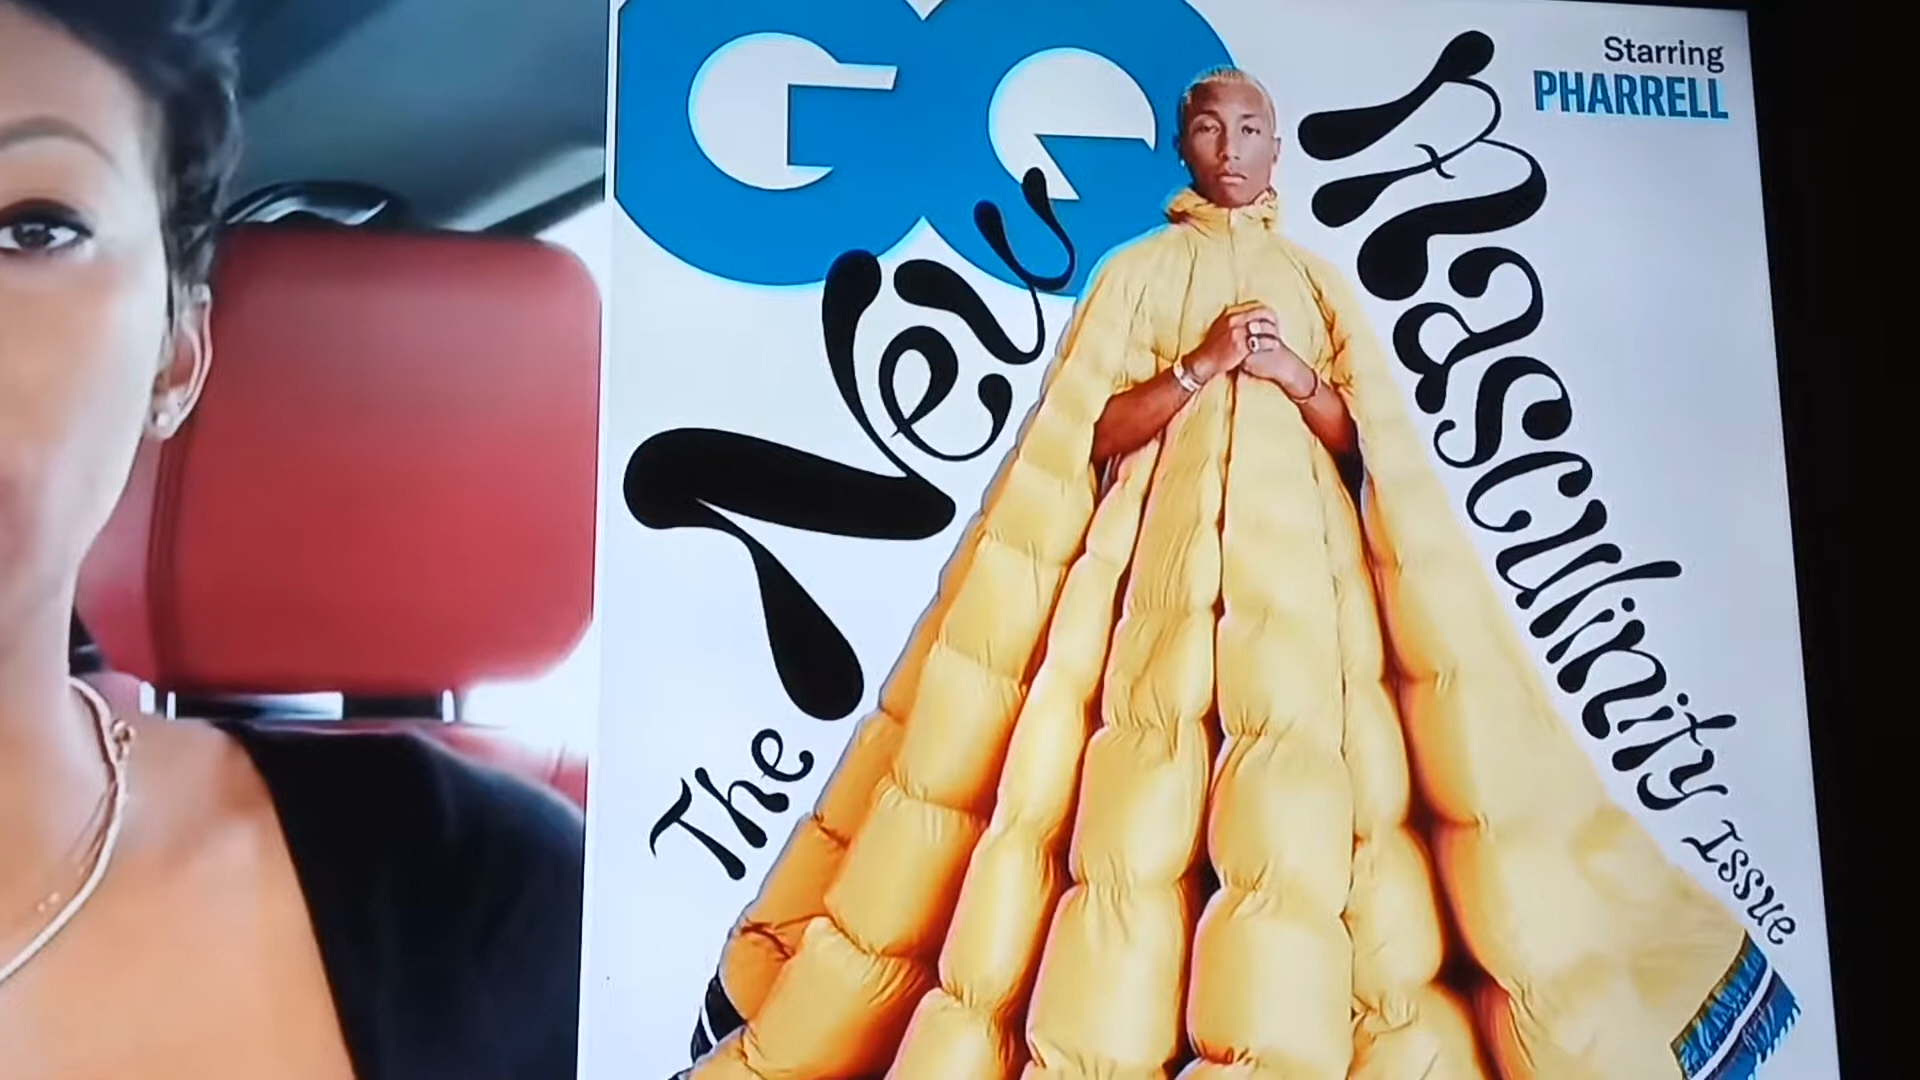 GQ
Starring
PHARRELL
The New
Masculinity Issue